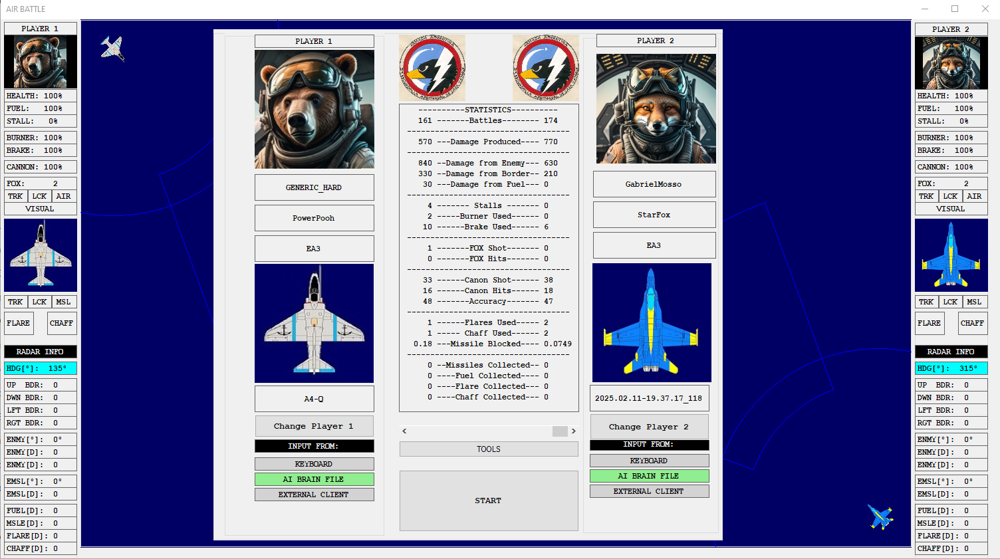 AIR BATTLE
PLAYER 1
HEALTH: 100%
FUEL: 100%
STALL: 0%
BURNER: 100%
BRAKE: 100%
CANNON: 100%
FOX: 2
TRK LCK AIR
VISUAL
TRK LCK MSL
FLARE CHAFF
RADAR INFO
HDG[°]: 135°
UP BDR: 0
DWN BDR: 0
LFT BDR: 0
RGT BDR: 0
ENMY[°]: 0°
ENMY[D]: 0
ENMY[D]: 0
EMSL[°]: 0°
EMSL[D]: 0
FUEL[D]: 0
MSLE[D]: 0
FLARE[D]: 0
CHAFF[D]: 0
PLAYER 1
GENERIC_HARD
PowerPooh
EA3
A4-Q
Change Player 1
INPUT FROM:
KEYBOARD
AI BRAIN FILE
EXTERNAL CLIENT
----------STATISTICS----------
161 -------Battles-------- 174
-----------------------------------
570 ---Damage Produced---- 770
-----------------------------------
840 --Damage from Enemy--- 630
330 --Damage from Border-- 210
30 ---Damage from Fuel--- 0
-----------------------------------
4 ------- Stalls ------- 0
2 -----Burner Used------ 0
10 ------Brake Used------ 6
-----------------------------------
1 -------FOX Shot------- 0
0 -------FOX Hits------- 0
-----------------------------------
33 ------Canon Shot------ 38
16 ------Canon Hits------ 18
48 -------Accuracy------- 47
-----------------------------------
1 ------Flares Used----- 2
1 ----- Chaff Used------ 2
0.18 ---Missile Blocked--- 0.0749
-----------------------------------
0 --Missiles Collected-- 0
0 ----Fuel Collected---- 0
0 ----Flare Collected--- 0
0 ----Chaff Collected--- 0
TOOLS
START
PLAYER 2
GabrielMosso
StarFox
EA3
2025.02.11-19.37.17_118
Change Player 2
INPUT FROM:
KEYBOARD
AI BRAIN FILE
EXTERNAL CLIENT
PLAYER 2
HEALTH: 100%
FUEL: 100%
STALL: 0%
BURNER: 100%
BRAKE: 100%
CANNON: 100%
FOX: 2
TRK LCK AIR
VISUAL
TRK LCK MSL
FLARE CHAFF
RADAR INFO
HDG[°]: 315°
UP BDR: 0
DWN BDR: 0
LFT BDR: 0
RGT BDR: 0
ENMY[°]: 0°
ENMY[D]: 0
ENMY[D]: 0
EMSL[°]: 0°
EMSL[D]: 0
FUEL[D]: 0
MSLE[D]: 0
FLARE[D]: 0
CHAFF[D]: 0